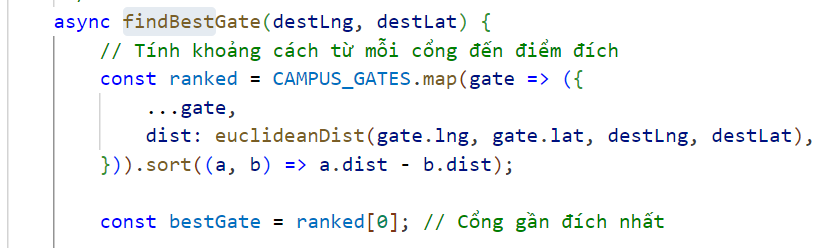 async findBestGate(destLng, destLat) {
// Tính khoảng cách từ mỗi cổng đến điểm đích
const ranked = CAMPUS_GATES.map(gate => ({
...gate,
dist: euclideanDist(gate.lng, gate.lat, destLng, destLat),
})).sort((a, b) => a.dist - b.dist);
const bestGate = ranked[0]; // Cổng gần đích nhất